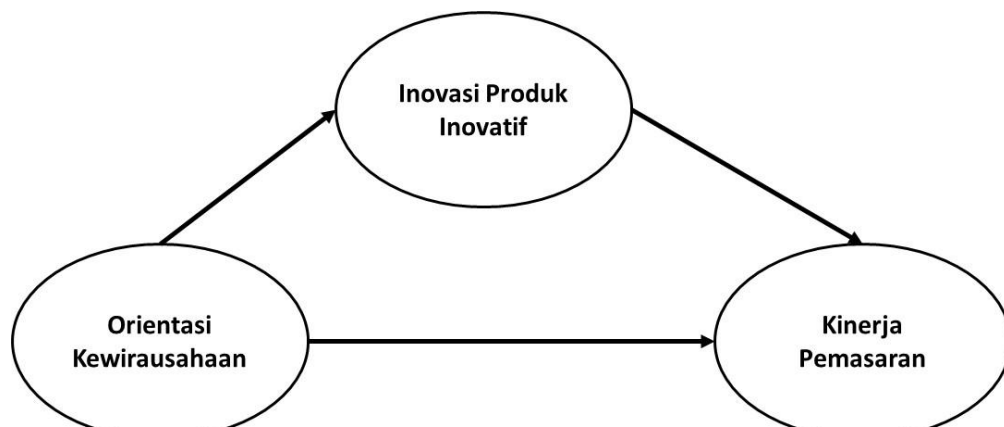 Inovasi Produk
Inovatif
Orientasi
Kewirausahaan
Kinerja
Pemasaran